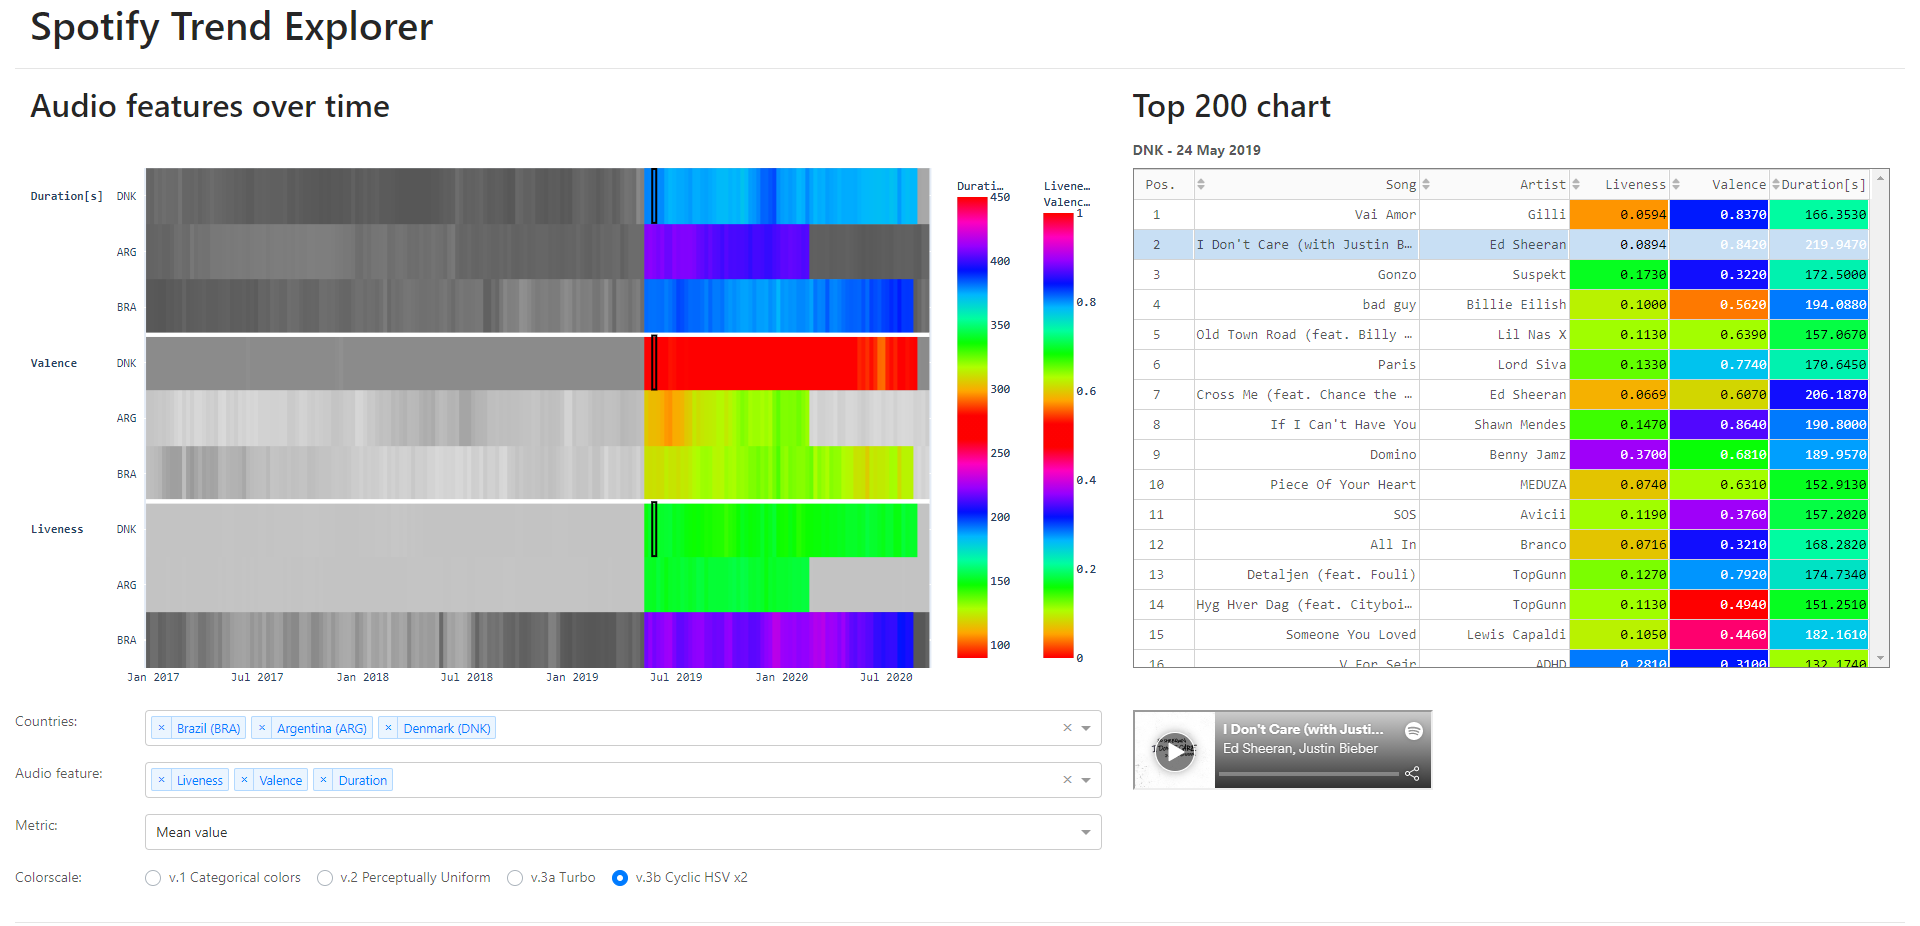 Spotify Trend Explorer
Audio features over time
Duration[s] DNK
ARG
BRA
Valence DNK
ARG
BRA
Liveness DNK
ARG
BRA
Jan 2017 Jul 2017 Jan 2018 Jul 2018 Jan 2019 Jul 2019 Jan 2020 Jul 2020
Durati…
450
400
350
300
250
200
150
100
Livene…
Valenc…
1
0.8
0.6
0.4
0.2
0
Countries: × Brazil (BRA) × Argentina (ARG) × Denmark (DNK) ×
Audio feature: × Liveness × Valence × Duration ×
Metric: Mean value
Colorscale: v.1 Categorical colors v.2 Perceptually Uniform v.3a Turbo v.3b Cyclic HSV x2
Top 200 chart
DNK - 24 May 2019
Pos. Song Artist Liveness Valence Duration[s]
1 Vai Amor Gilli 0.0594 0.8370 166.3530
2 I Don't Care (with Justin B… Ed Sheeran 0.0894 0.8420 219.9470
3 Gonzo Suspekt 0.1730 0.3220 172.5000
4 bad guy Billie Eilish 0.1000 0.5620 194.0880
5 Old Town Road (feat. Billy … Lil Nas X 0.1130 0.6390 157.0670
6 Paris Lord Siva 0.1330 0.7740 170.6450
7 Cross Me (feat. Chance the … Ed Sheeran 0.0669 0.6070 206.1870
8 If I Can't Have You Shawn Mendes 0.1470 0.8640 190.8000
9 Domino Benny Jamz 0.3700 0.6810 189.9570
10 Piece Of Your Heart MEDUZA 0.0740 0.6310 152.9130
11 SOS Avicii 0.1190 0.3760 157.2020
12 All In Branco 0.0716 0.3210 168.2820
13 Detaljen (feat. Fouli) TopGunn 0.1270 0.7920 174.7340
14 Hyg Hver Dag (feat. Cityboi… TopGunn 0.1130 0.4940 151.2510
15 Someone You Loved Lewis Capaldi 0.1050 0.4460 182.1610
16 V For Sejr ADHD 0.2810 0.3100 132.1740
I Don't Care (with Justi...
Ed Sheeran, Justin Bieber